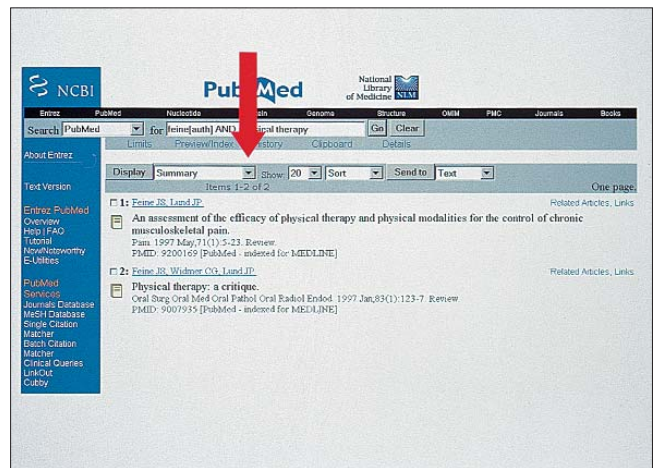 NCBI
PubMed
National
Library
of Medicine NLM
Entrez PubMed Nucleotide Genome Structure OMIM PMC Journals Books
Search PubMed for feine[auth] AND therapy Go Clear
Limits Preview/Index History Clipboard Details
About Entrez
Display Summary Show: 20 Sort Send to Text
Text Version
Items 1-2 of 2 One page.
1: Feine JS, Lund JP. Related Articles, Links
An assessment of the efficacy of physical therapy and physical modalities for the control of chronic
musculoskeletal pain.
Pain. 1997 May;71(1):5-23. Review.
PMID: 9200169 [PubMed - indexed for MEDLINE]
2: Feine JS, Widmer CG, Lund JP. Related Articles, Links
Physical therapy: a critique.
Oral Surg Oral Med Oral Pathol Oral Radiol Endod. 1997 Jan;83(1):123-7. Review.
PMID: 9007935 [PubMed - indexed for MEDLINE]
Entrez PubMed
Overview
Help | FAQ
Tutorial
New/Noteworthy
E-Utilities
PubMed
Services
Journals Database
MeSH Database
Single Citation
Matcher
Batch Citation
Matcher
Clinical Queries
LinkOut
Cubby